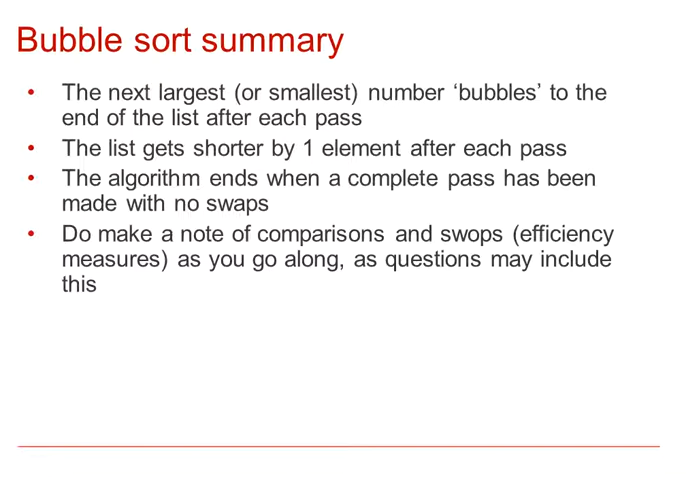 Bubble sort summary
• The next largest (or smallest) number ‘bubbles’ to the
end of the list after each pass
• The list gets shorter by 1 element after each pass
• The algorithm ends when a complete pass has been
made with no swaps
• Do make a note of comparisons and swops (efficiency
measures) as you go along, as questions may include
this